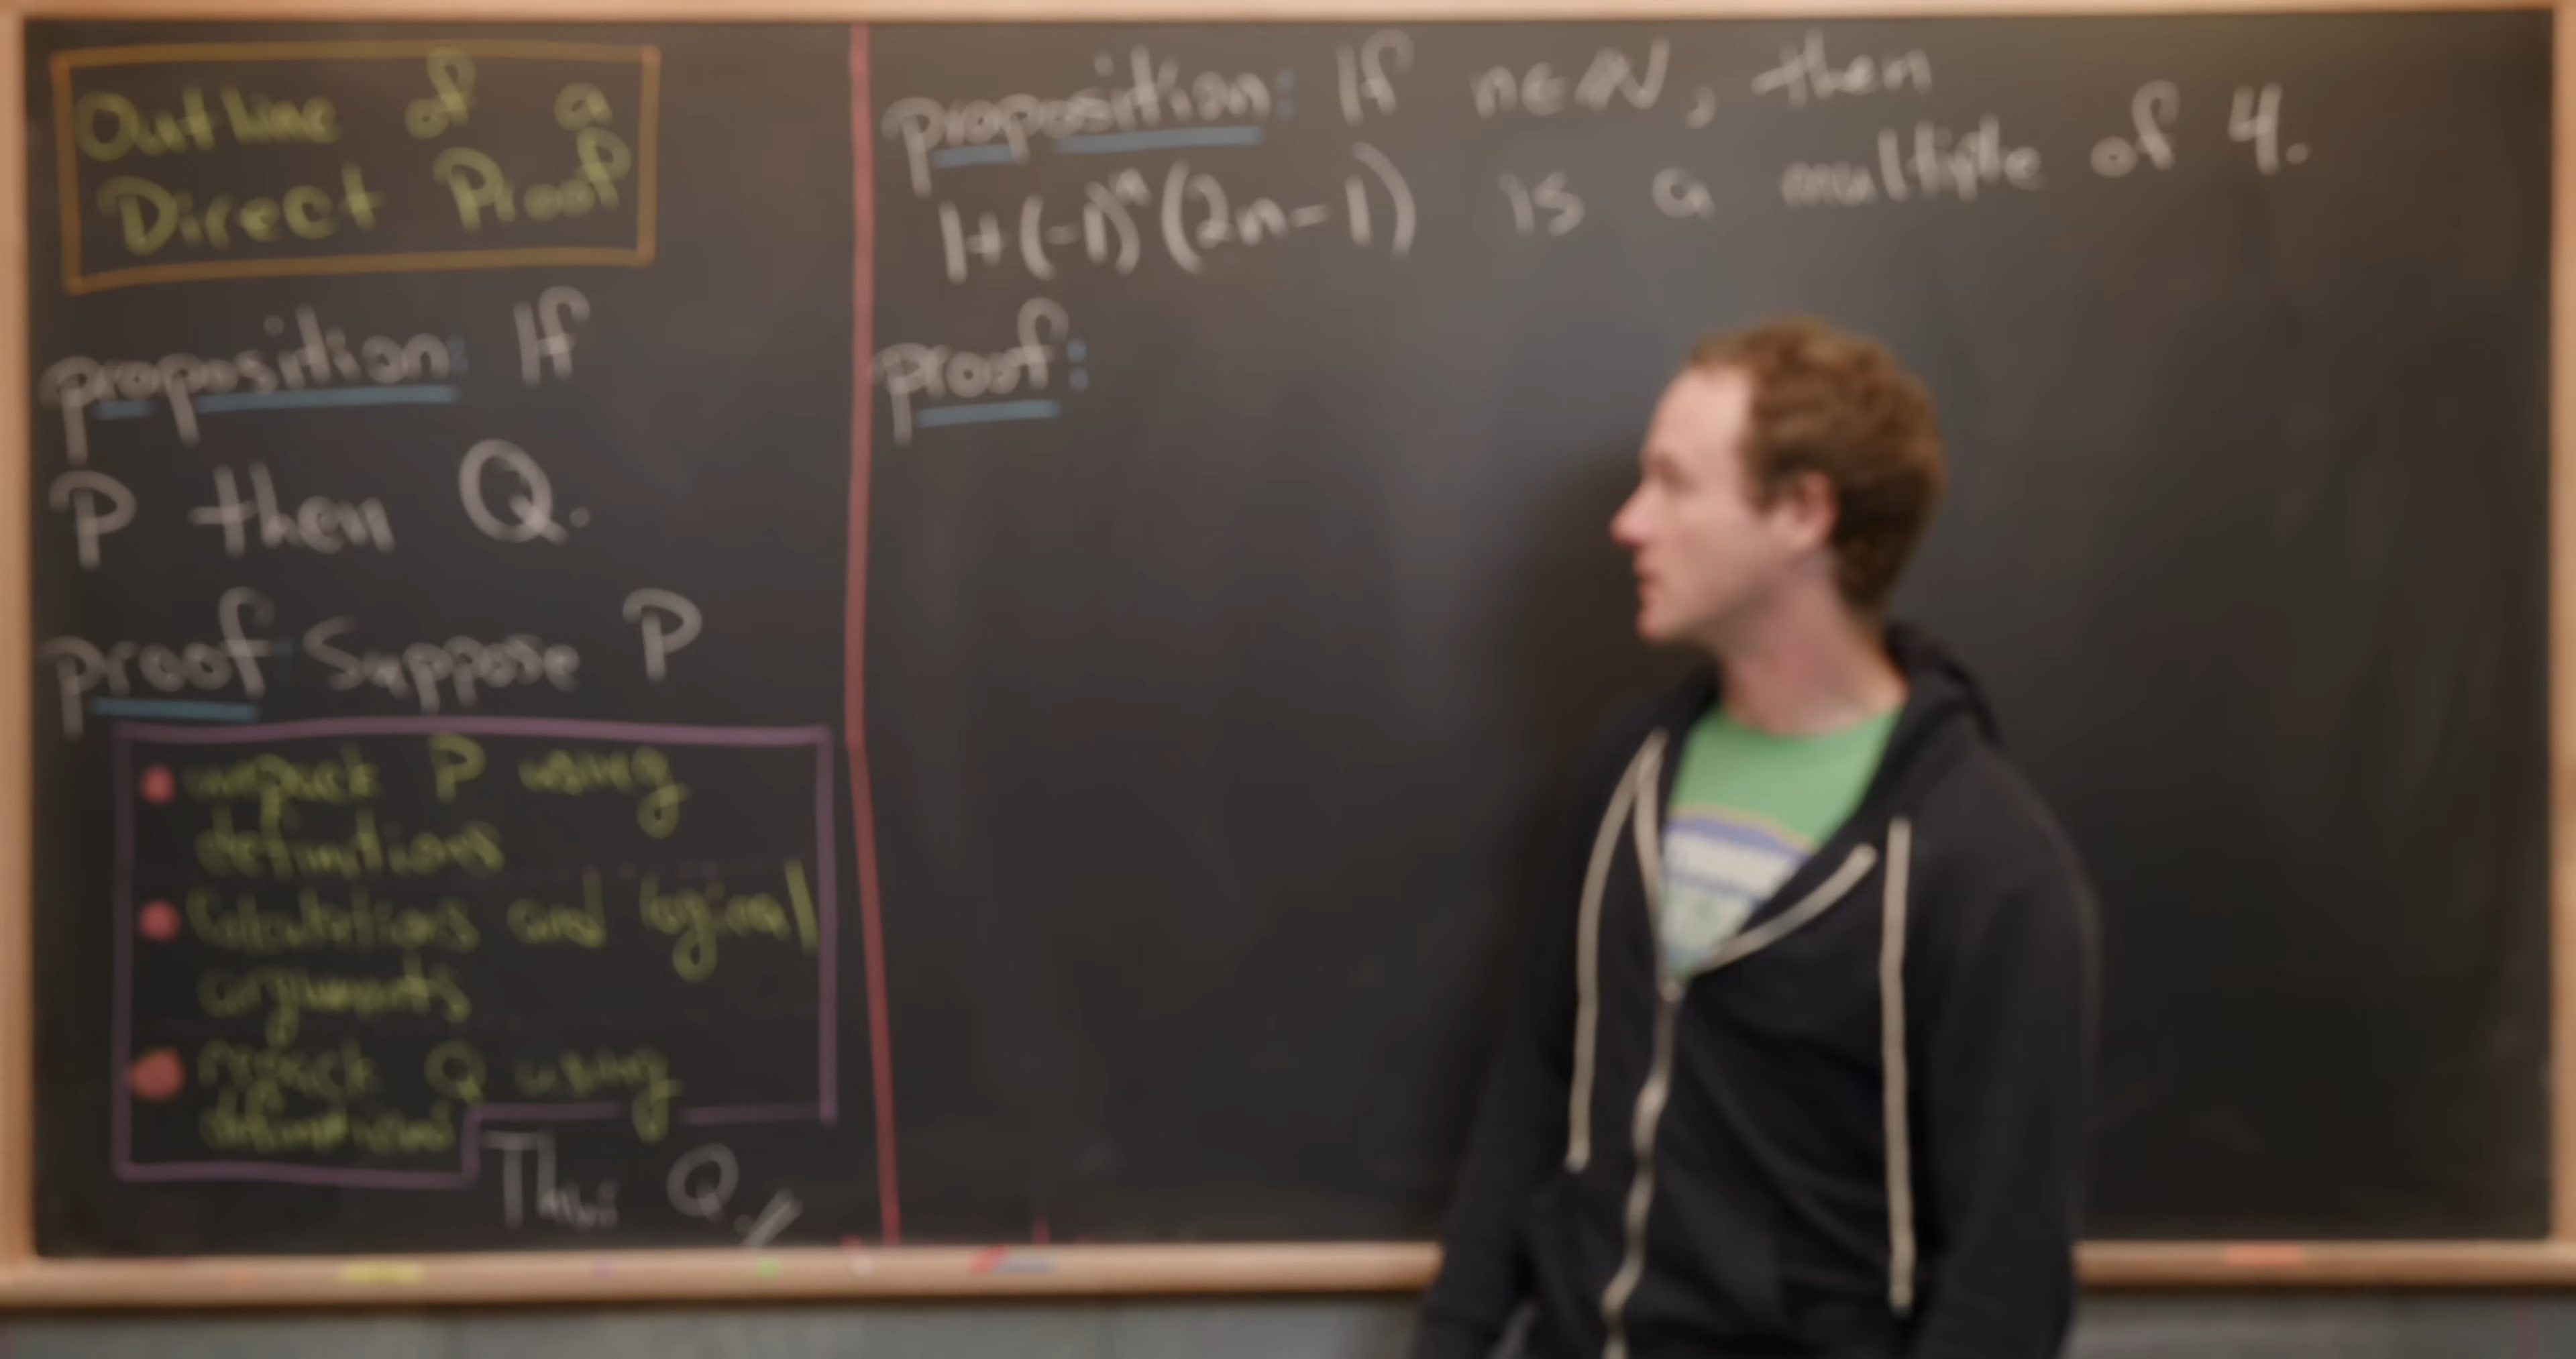 Outline of a
Direct Proof
proposition: If
P then Q.
proof: Suppose P
• unpack P using
definitions
• Calculations and logical
arguments
• repack Q using
definitions
Thus Q.//
proposition: If n∈ℕ, then
1+(-1)ⁿ(2n-1) is a multiple of 4.
proof: